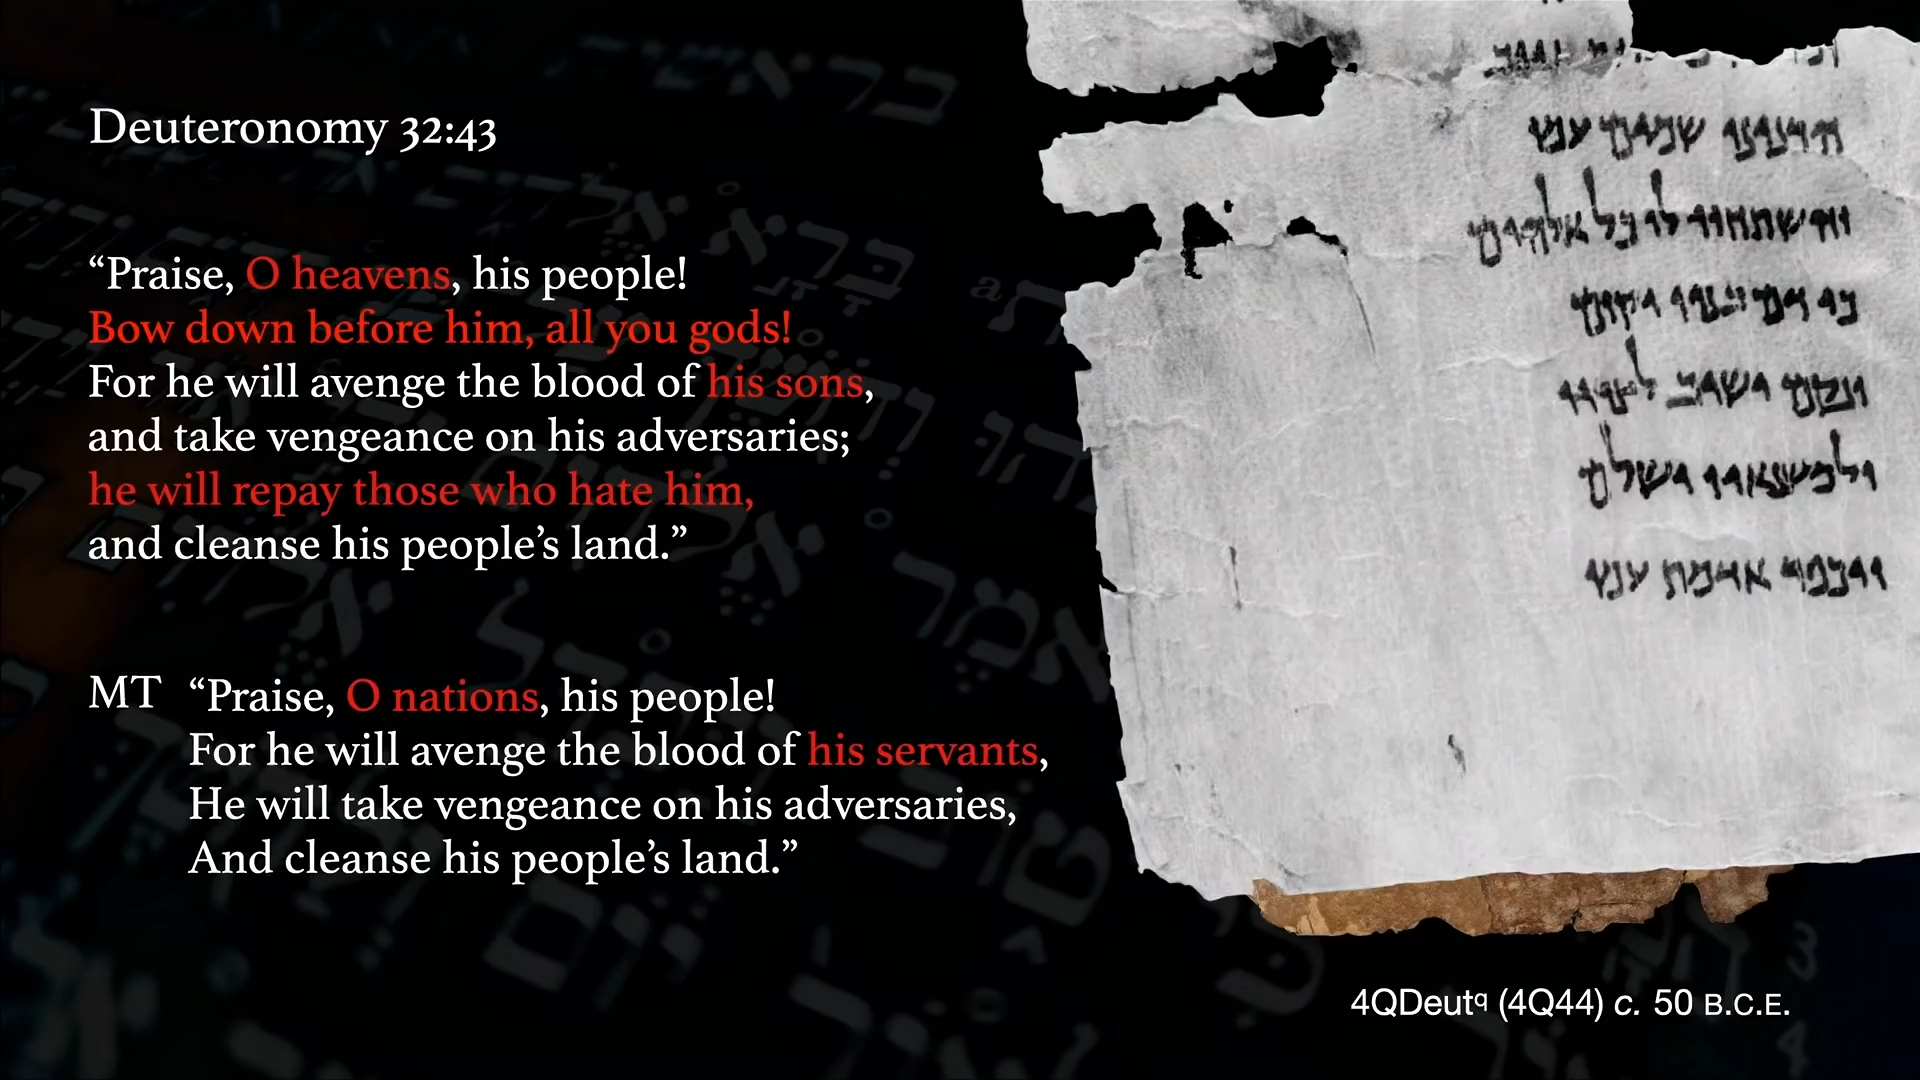 Deuteronomy 32:43
“Praise, O heavens, his people!
Bow down before him, all you gods!
For he will avenge the blood of his sons,
and take vengeance on his adversaries;
he will repay those who hate him,
and cleanse his people’s land.”
MT “Praise, O nations, his people!
For he will avenge the blood of his servants,
He will take vengeance on his adversaries,
And cleanse his people’s land.”
הרנינו שמים עמו
והשתחוו לו כל אלהים
כי דם בניו יקום
ונקם ישיב לצריו
ולמשנאיו ישלם
ויכפר אדמת עמו
4QDeutq (4Q44) c. 50 B.C.E.